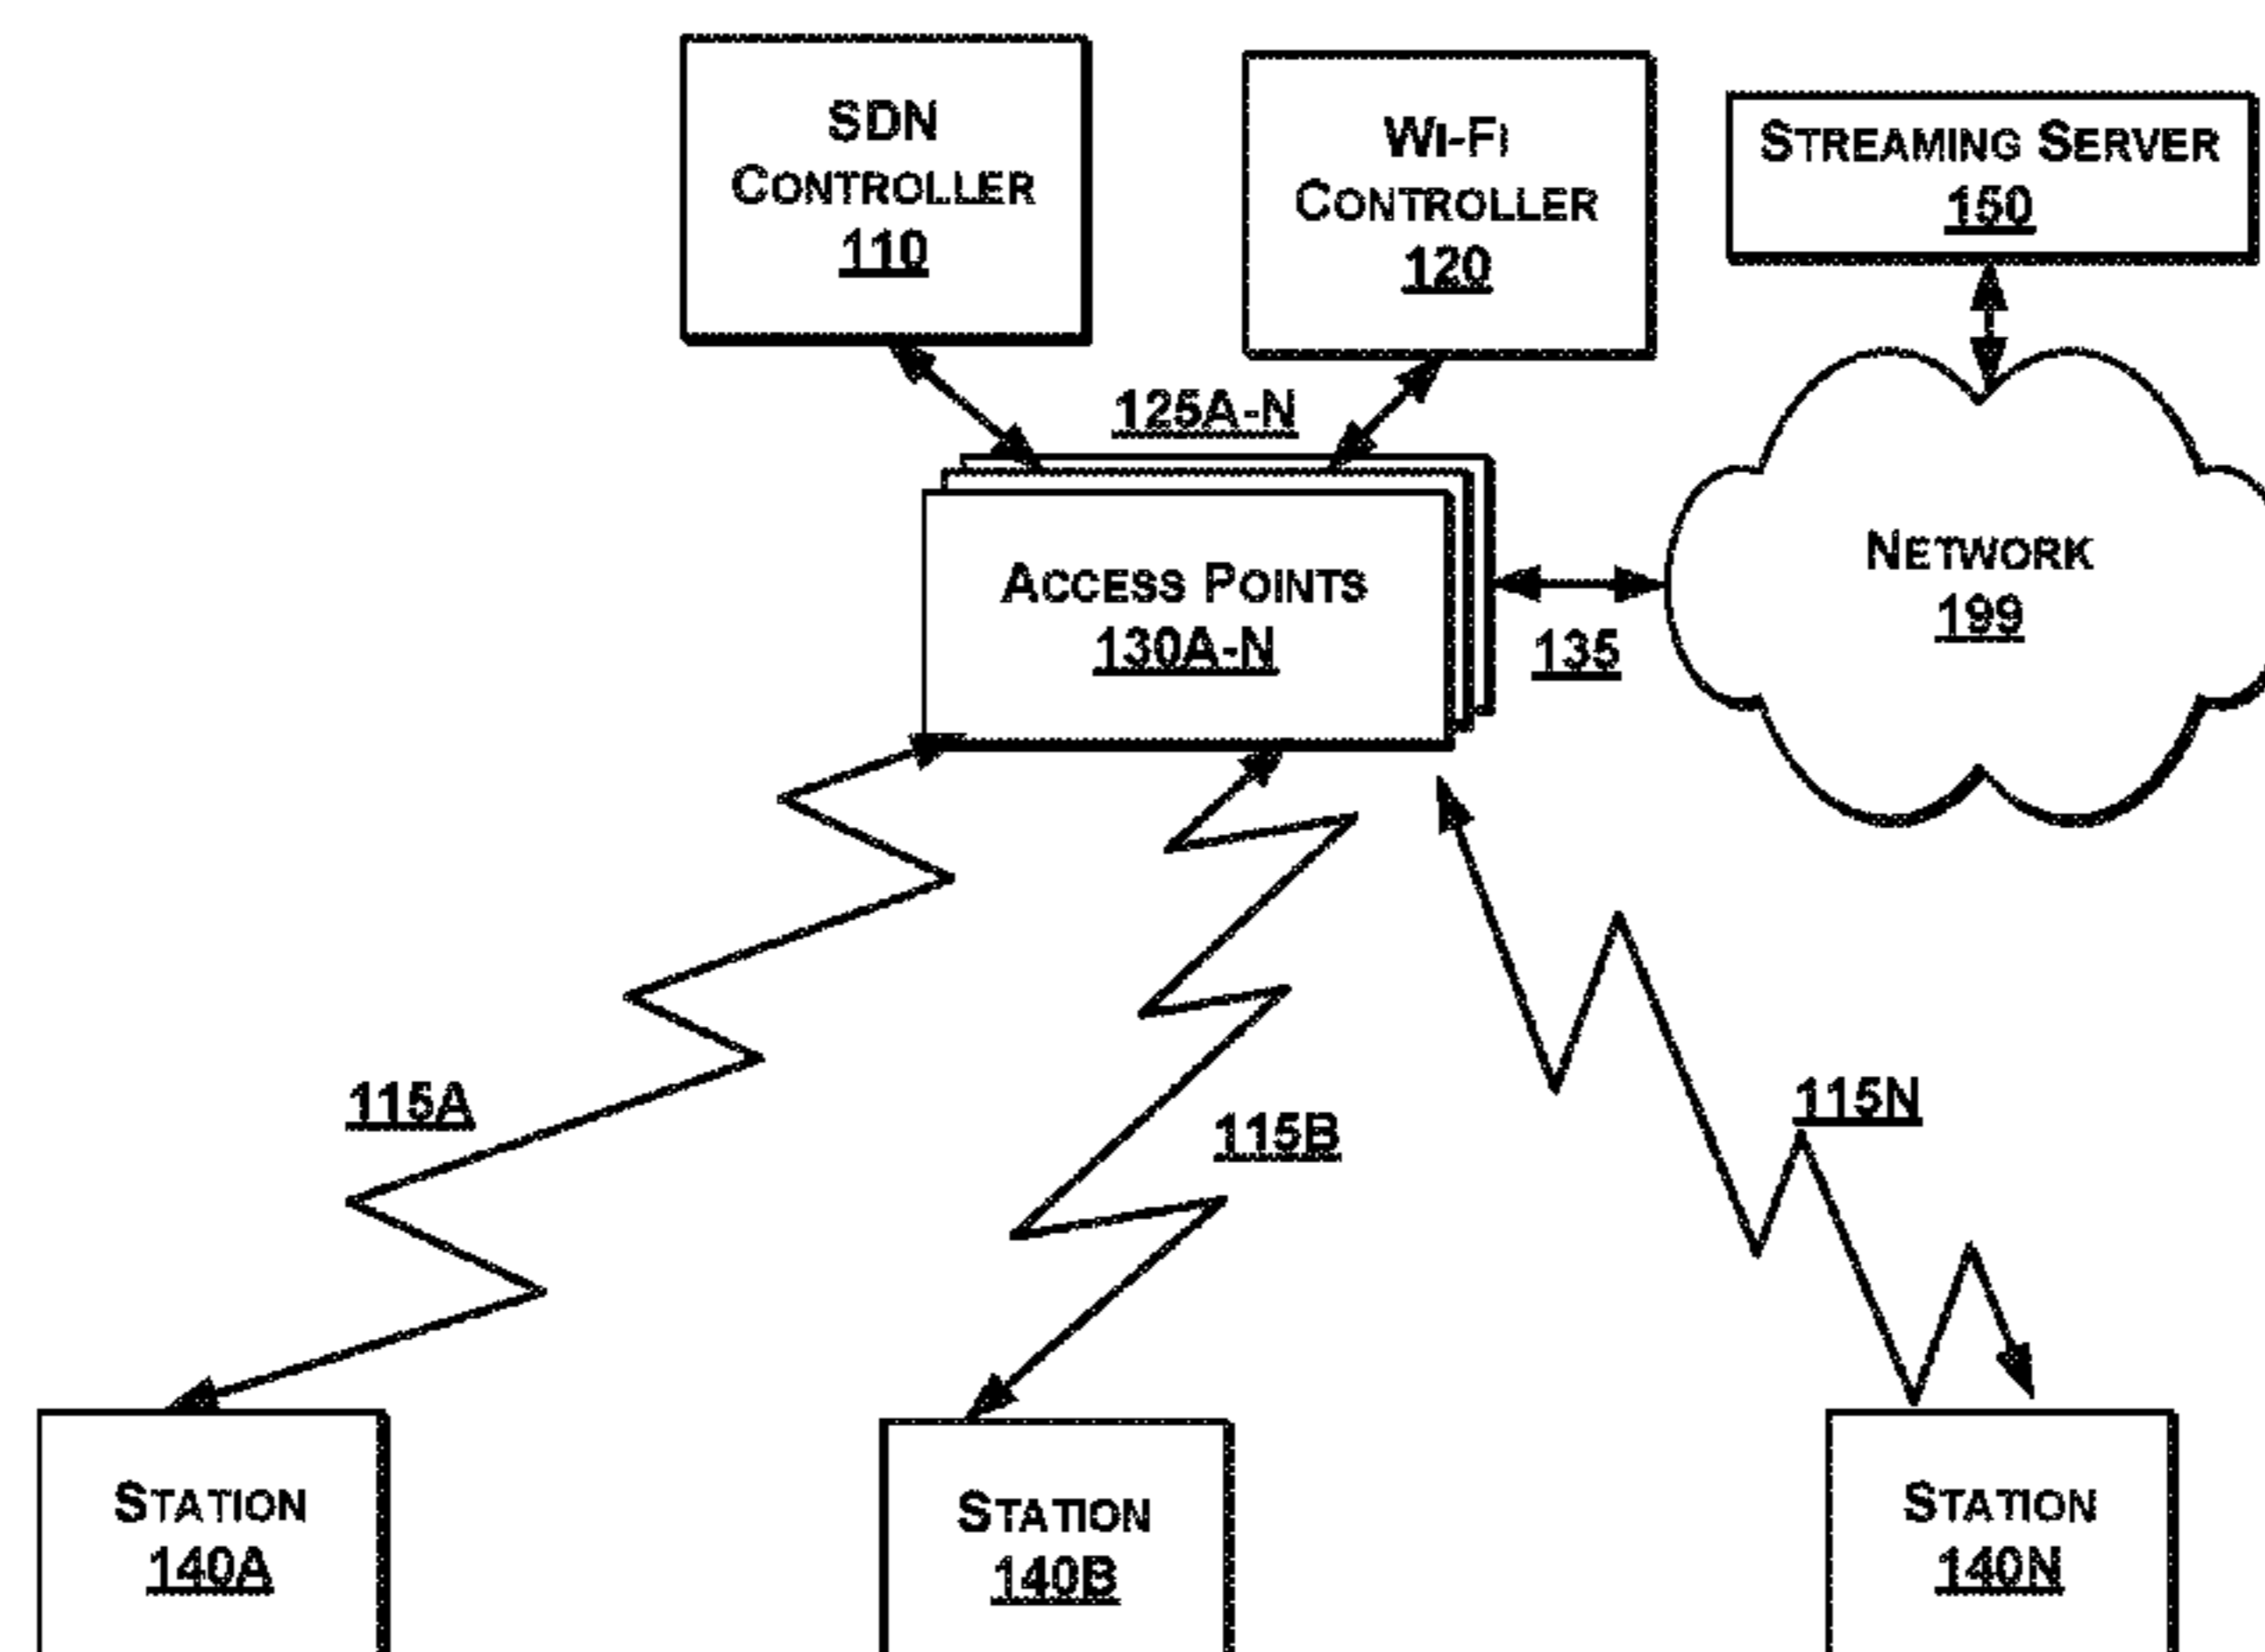 SDN
CONTROLLER
110
WI-FI
CONTROLLER
120
STREAMING SERVER
150
125A-N
ACCESS POINTS
130A-N
135
NETWORK
199
115A
115B
115N
STATION
140A
STATION
140B
STATION
140N